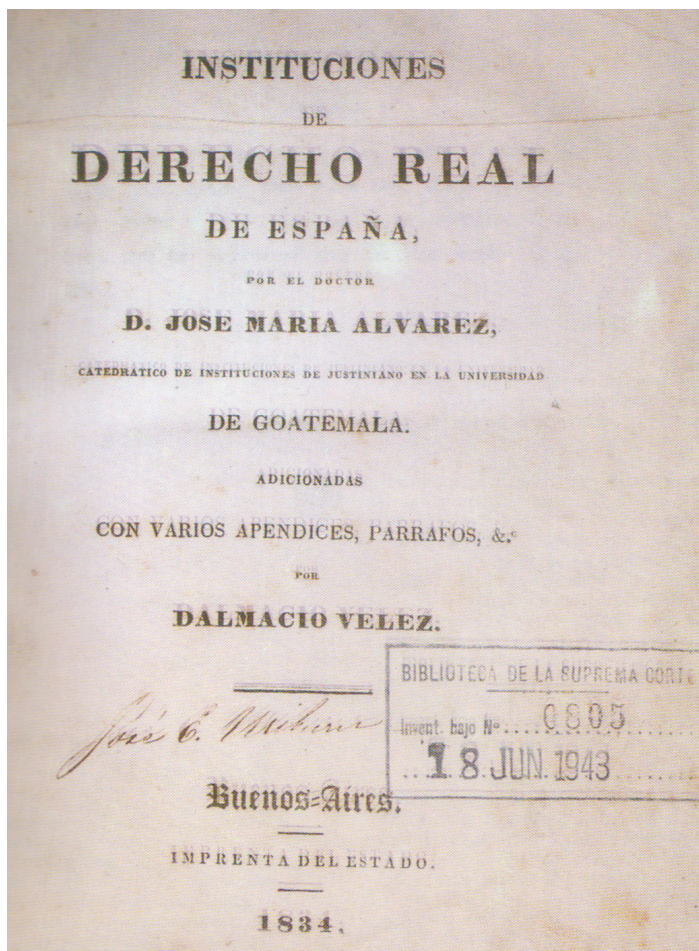 INSTITUCIONES
DE
DERECHO REAL
DE ESPAÑA,
POR EL DOCTOR
D. JOSE MARIA ALVAREZ,
CATEDRATICO DE INSTITUCIONES DE JUSTINIANO EN LA UNIVERSIDAD
DE GOATEMALA.
ADICIONADAS
CON VARIOS APENDICES, PARRAFOS, &.c
POR
DALMACIO VELEZ.
BIBLIOTECA DE LA SUPREMA CORTE
Invent. bajo Nº 0805
18 JUN. 1943
José E.
Buenos=Aires.
IMPRENTA DEL ESTADO.
1834.